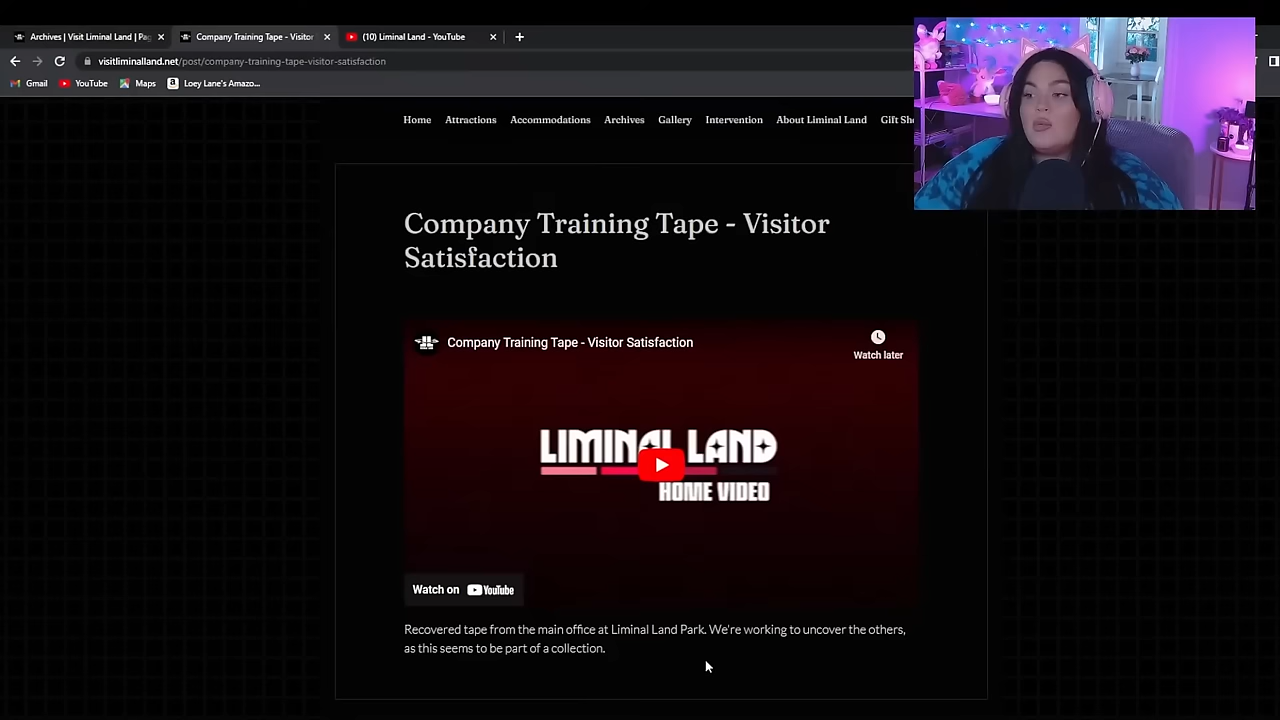 Archives | Visit Liminal Land | Pa
Company Training Tape - Visitor
(10) Liminal Land - YouTube
visitliminalland.net/post/company-training-tape-visitor-satisfaction
Gmail
YouTube
Maps
Loey Lane's Amazo...
Home
Attractions
Accommodations
Archives
Gallery
Intervention
About Liminal Land
Gift Sh
Company Training Tape - Visitor
Satisfaction
Company Training Tape - Visitor Satisfaction
Watch later
LIMINAL LAND
HOME VIDEO
Watch on YouTube
Recovered tape from the main office at Liminal Land Park. We're working to uncover the others,
as this seems to be part of a collection.